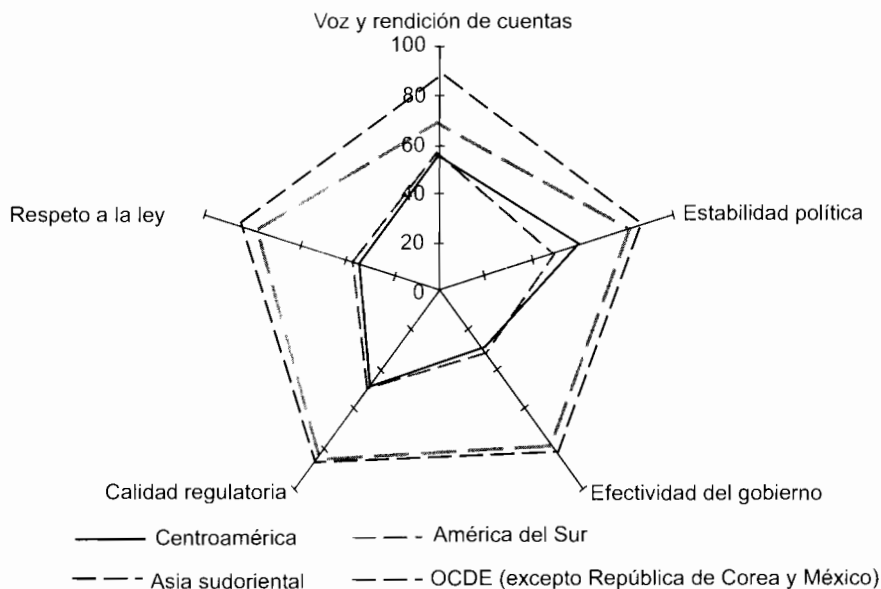 Voz y rendición de cuentas
100
80
60
40
20
0
Respeto a la ley
Estabilidad política
Calidad regulatoria
Efectividad del gobierno
Centroamérica
América del Sur
Asia sudoriental
OCDE (excepto República de Corea y México)